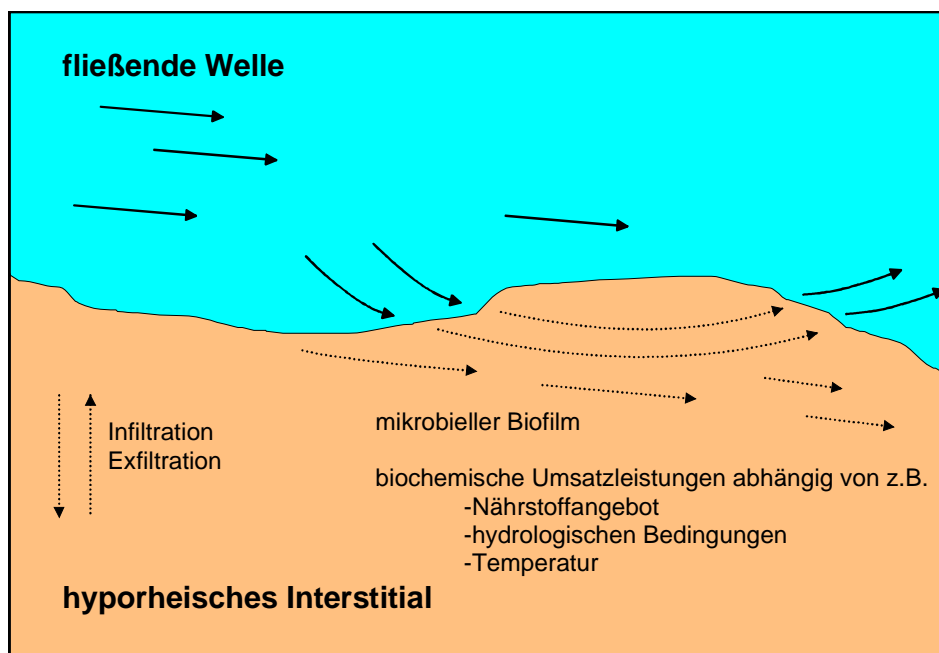 fließende Welle
Infiltration
Exfiltration
mikrobieller Biofilm
biochemische Umsatzleistungen abhängig von z.B.
-Nährstoffangebot
-hydrologischen Bedingungen
-Temperatur
hyporheisches Interstitial